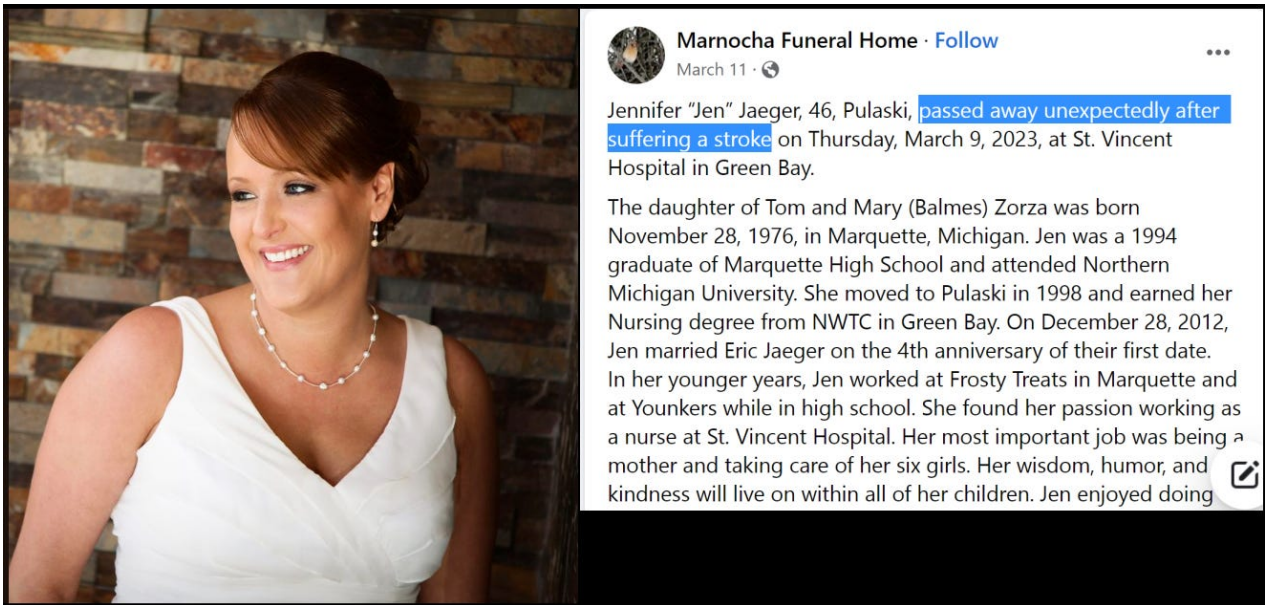 Marnocha Funeral Home · Follow
March 11 ·
Jennifer “Jen” Jaeger, 46, Pulaski, passed away unexpectedly after
suffering a stroke on Thursday, March 9, 2023, at St. Vincent
Hospital in Green Bay.
The daughter of Tom and Mary (Balmes) Zorza was born
November 28, 1976, in Marquette, Michigan. Jen was a 1994
graduate of Marquette High School and attended Northern
Michigan University. She moved to Pulaski in 1998 and earned her
Nursing degree from NWTC in Green Bay. On December 28, 2012,
Jen married Eric Jaeger on the 4th anniversary of their first date.
In her younger years, Jen worked at Frosty Treats in Marquette and
at Younkers while in high school. She found her passion working as
a nurse at St. Vincent Hospital. Her most important job was being a
mother and taking care of her six girls. Her wisdom, humor, and
kindness will live on within all of her children. Jen enjoyed doing